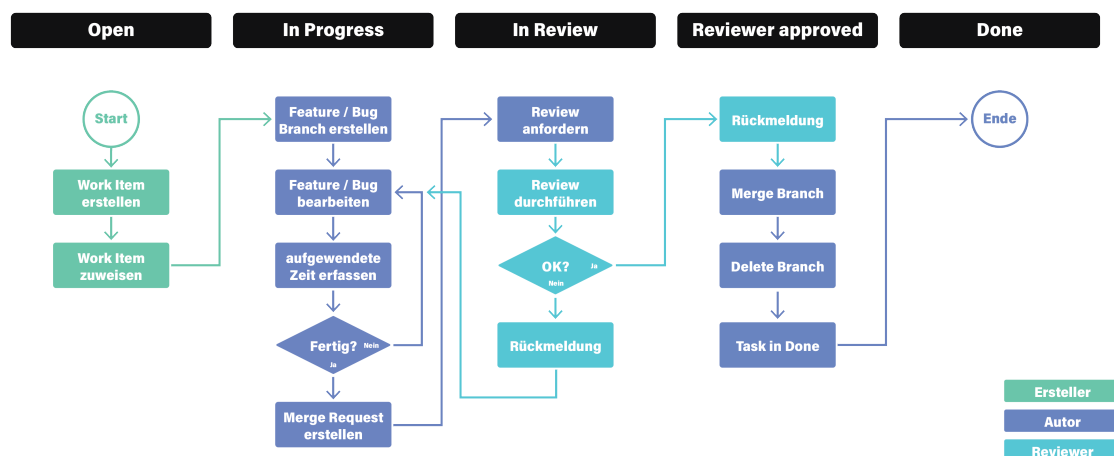 Open
In Progress
In Review
Reviewer approved
Done
Start
Work Item
erstellen
Work Item
zuweisen
Feature / Bug
Branch erstellen
Feature / Bug
bearbeiten
aufgewendete
Zeit erfassen
Fertig?
Nein
Ja
Merge Request
erstellen
Review
anfordern
Review
durchführen
OK?
Ja
Nein
Rückmeldung
Rückmeldung
Merge Branch
Delete Branch
Task in Done
Ende
Ersteller
Autor
Reviewer